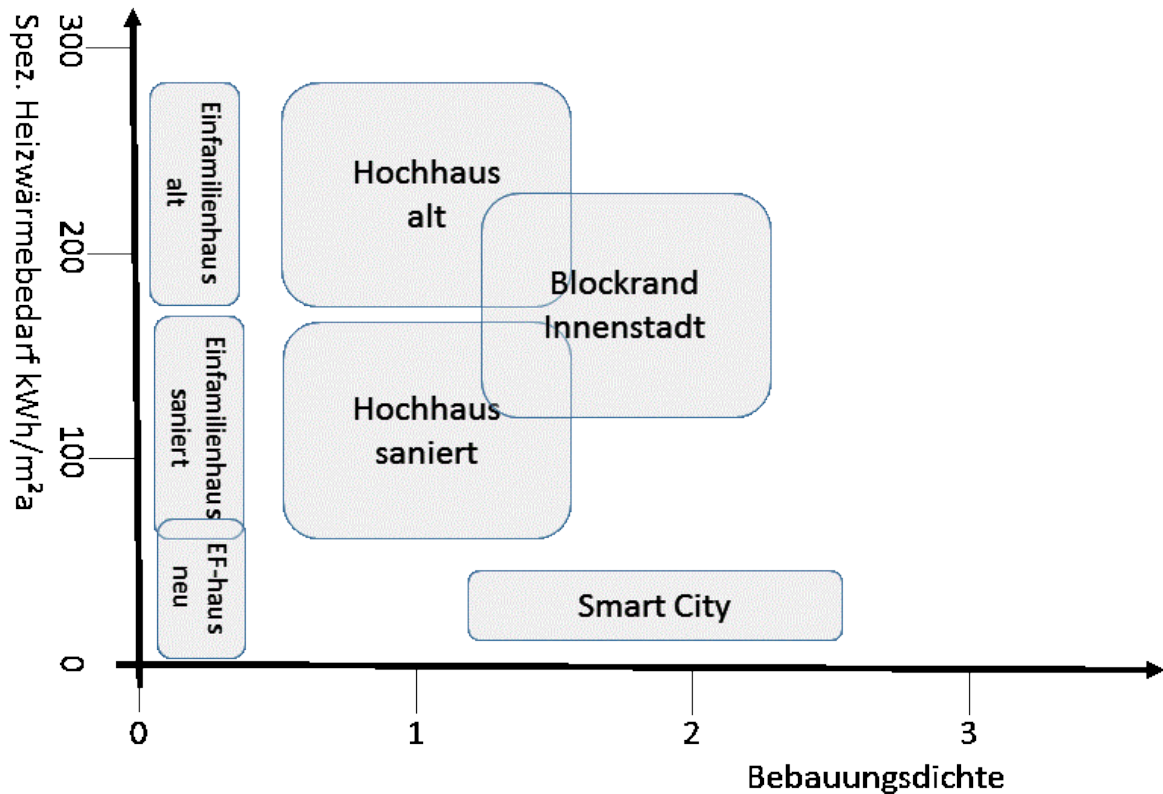 Spez. Heizwärmebedarf kWh/m²a
300
200
100
0
Einfamilienhaus
alt
Hochhaus
alt
Blockrand
Innenstadt
Einfamilienhaus
saniert
Hochhaus
saniert
EF-haus
neu
Smart City
0
1
2
3
Bebauungsdichte